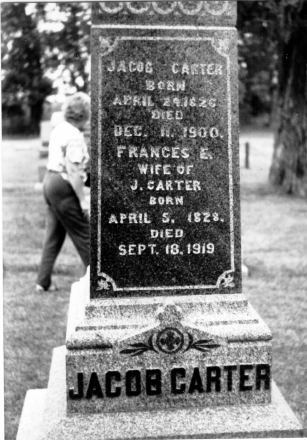 JACOB CARTER
BORN
APRIL 24, 1826
DIED
DEC. 11, 1900.
FRANCES E.
WIFE OF
J. CARTER
BORN
APRIL 5, 1828.
DIED
SEPT. 18, 1919
JACOB CARTER